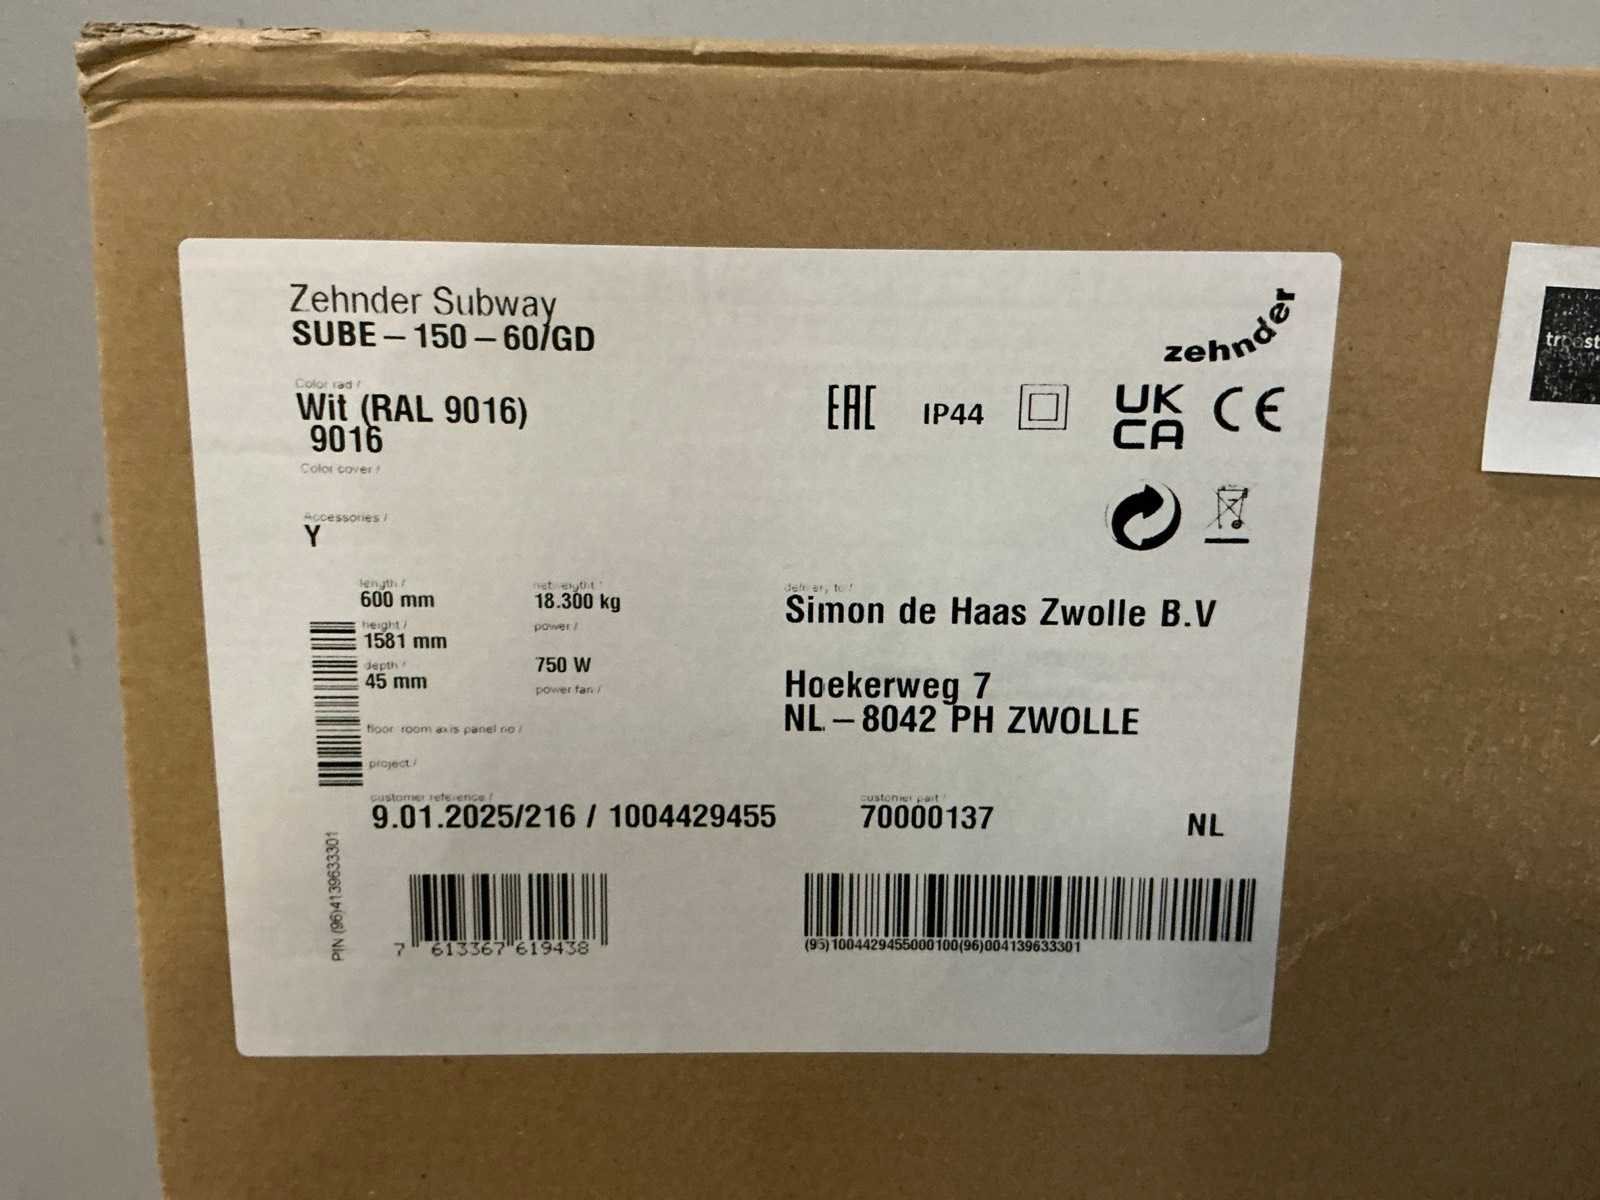 Zehnder Subway
SUBE – 150 – 60/GD
zehnder
Color rad /
Wit (RAL 9016)
9016
Color cover /
EAC
IP44
UK
CA
CE
Accessories /
Y
length /
600 mm
height /
1581 mm
depth /
45 mm
netweight /
18.300 kg
power /
750 W
power fan /
delivery to /
Simon de Haas Zwolle B.V
Hoekerweg 7
NL – 8042 PH ZWOLLE
floor room axis panel no /
project /
customer reference /
9.01.2025/216 / 1004429455
customer part /
70000137
NL
PIN (96)4139633301
7 613367 619438
(95)1004429455000100(96)004139633301